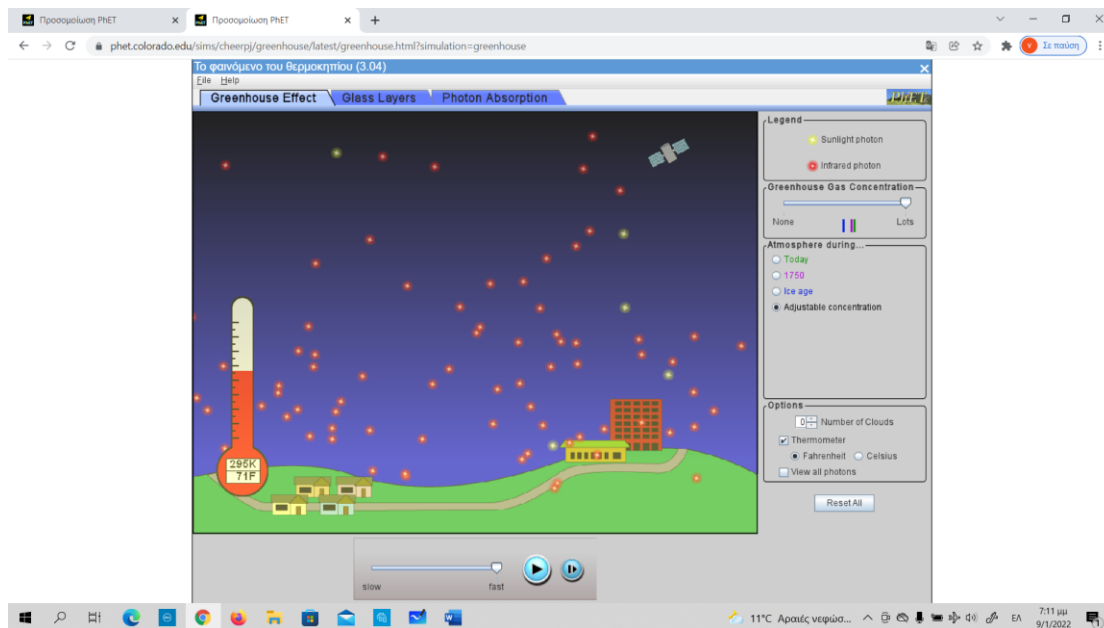 Προσομοίωση PhET
Προσομοίωση PhET
phet.colorado.edu/sims/cheerpj/greenhouse/latest/greenhouse.html?simulation=greenhouse
Σε παύση
Το φαινόμενο του θερμοκηπίου (3.04)
File Help
Greenhouse Effect Glass Layers Photon Absorption
PhET
Legend
Sunlight photon
Infrared photon
Greenhouse Gas Concentration
None Lots
Atmosphere during...
Today
1750
Ice age
Adjustable concentration
Options
0 Number of Clouds
Thermometer
Fahrenheit Celsius
View all photons
Reset All
295K
71F
slow fast
11°C Αραιές νεφώσ...
ΕΛ
7:11 μμ
9/1/2022